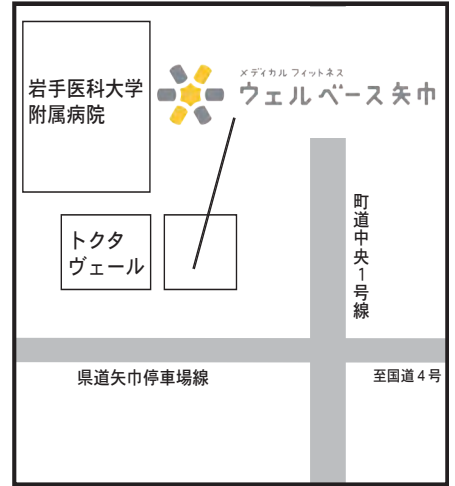 岩手医科大学
附属病院
メディカルフィットネス
ウェルベース矢巾
トクタ
ヴェール
町道中央1号線
県道矢巾停車場線
至国道4号